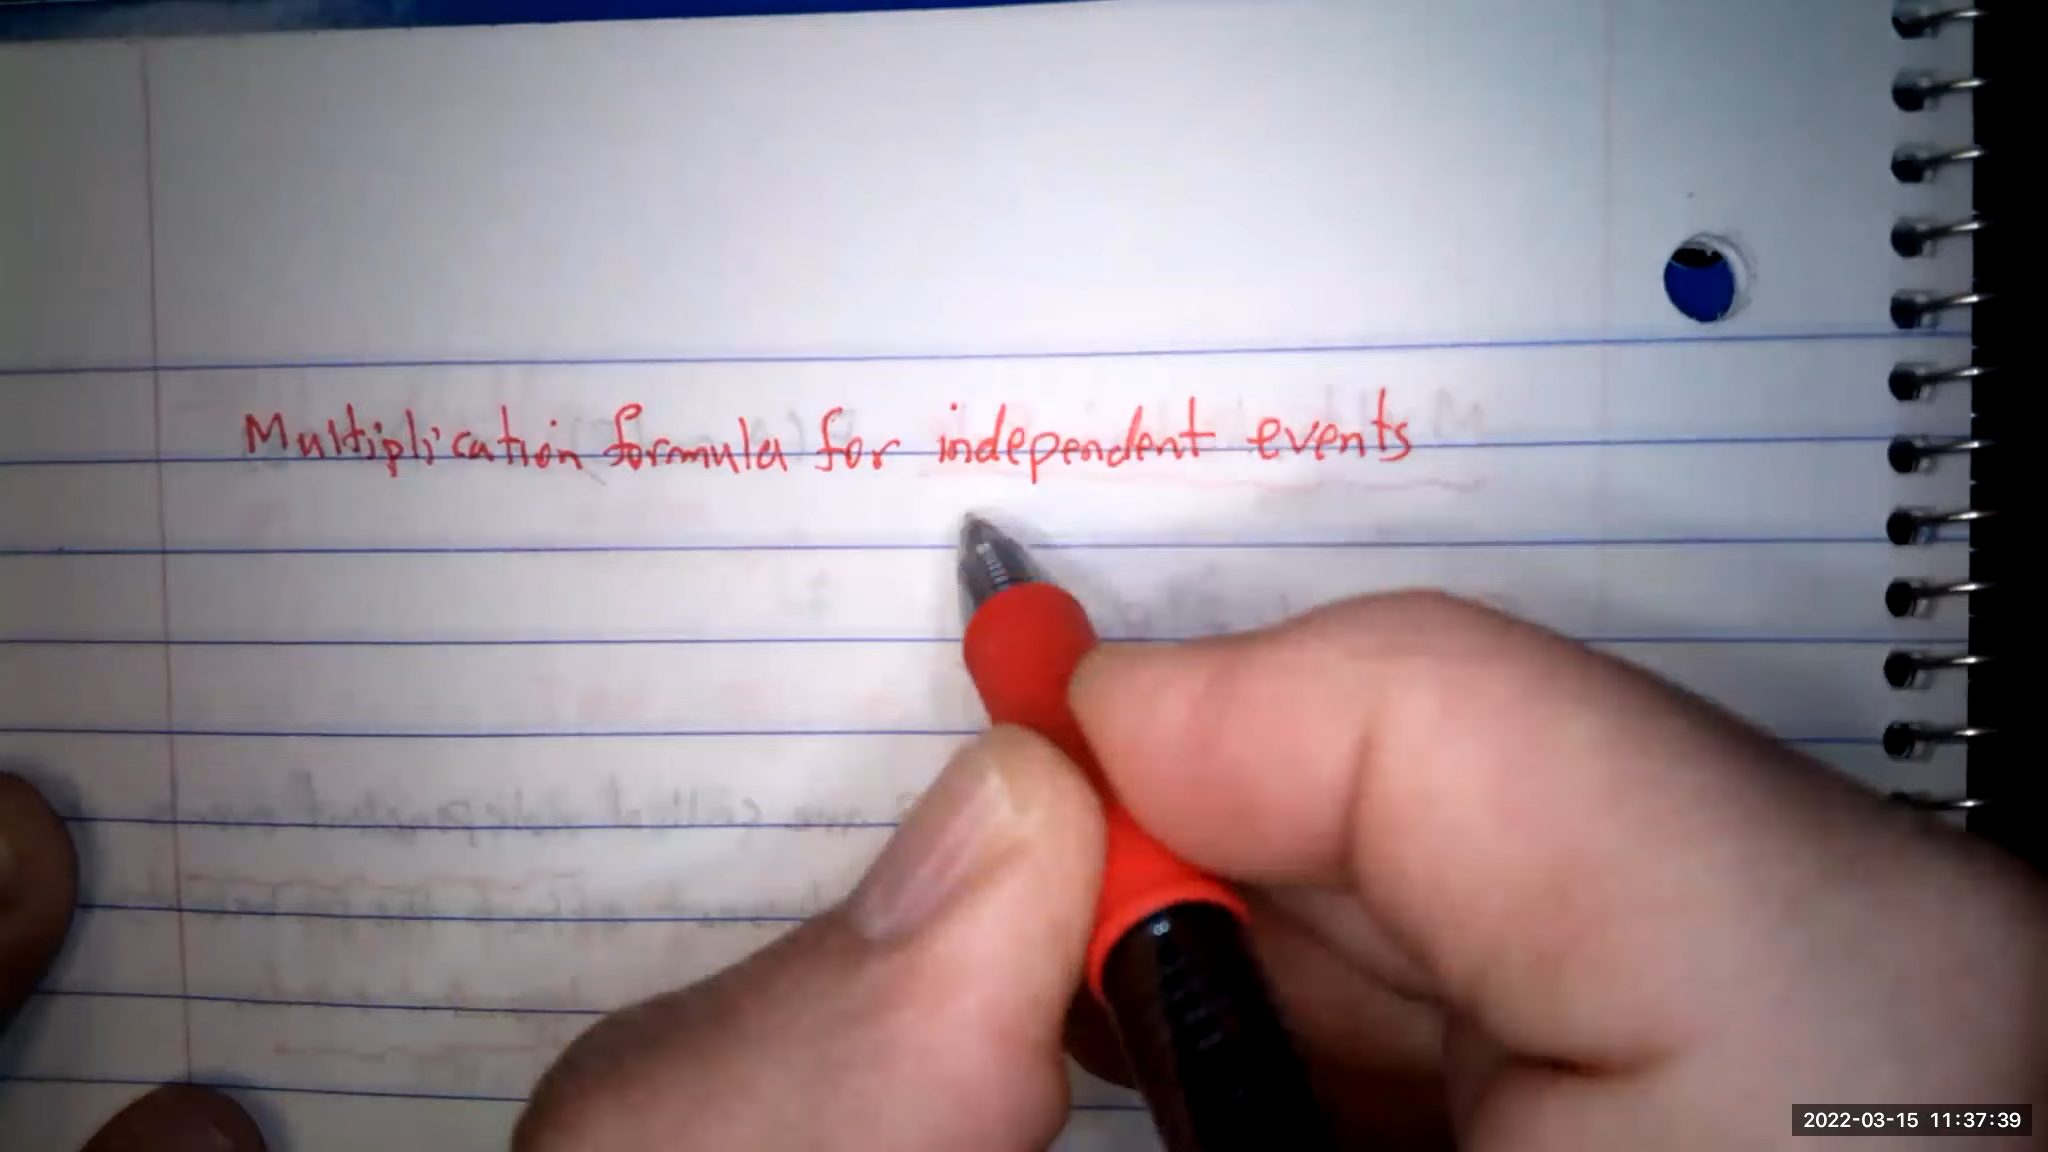 Multiplication formula for independent events
2022-03-15 11:37:39